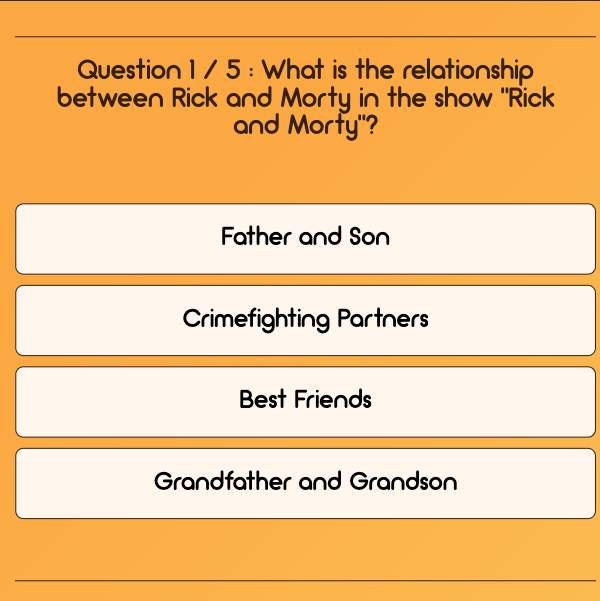 Question 1 / 5 : What is the relationship
between Rick and Morty in the show "Rick
and Morty"?
Father and Son
Crimefighting Partners
Best Friends
Grandfather and Grandson